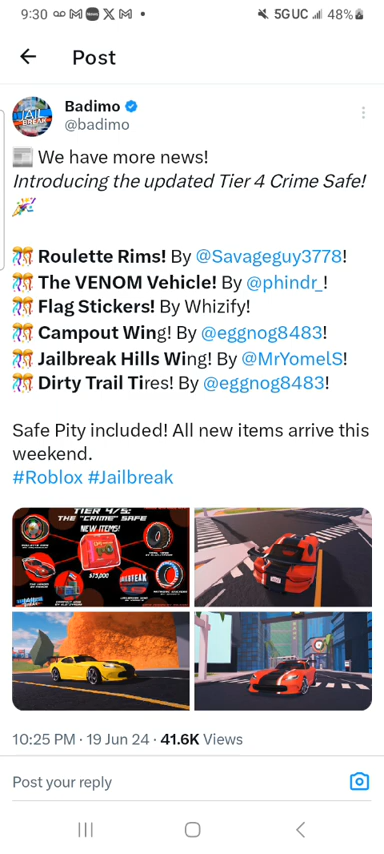 9:30
5GUC 48%
Post
Badimo
@badimo
We have more news!
Introducing the updated Tier 4 Crime Safe!
Roulette Rims! By @Savageguy3778!
The VENOM Vehicle! By @phindr_!
Flag Stickers! By Whizify!
Campout Wing! By @eggnog8483!
Jailbreak Hills Wing! By @MrYomelS!
Dirty Trail Tires! By @eggnog8483!
Safe Pity included! All new items arrive this
weekend.
#Roblox #Jailbreak
TIER 4/5:
THE "CRIME" SAFE
NEW ITEMS!
$75,000
10:25 PM · 19 Jun 24 · 41.6K Views
Post your reply